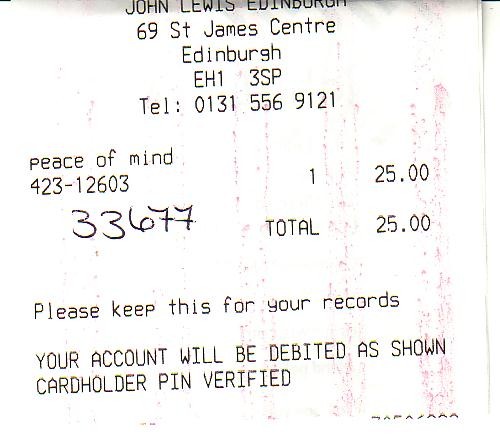 JOHN LEWIS EDINBURGH
69 St James Centre
Edinburgh
EH1 3SP
Tel: 0131 556 9121
peace of mind
423-12603 1 25.00
33677 TOTAL 25.00
Please keep this for your records
YOUR ACCOUNT WILL BE DEBITED AS SHOWN
CARDHOLDER PIN VERIFIED